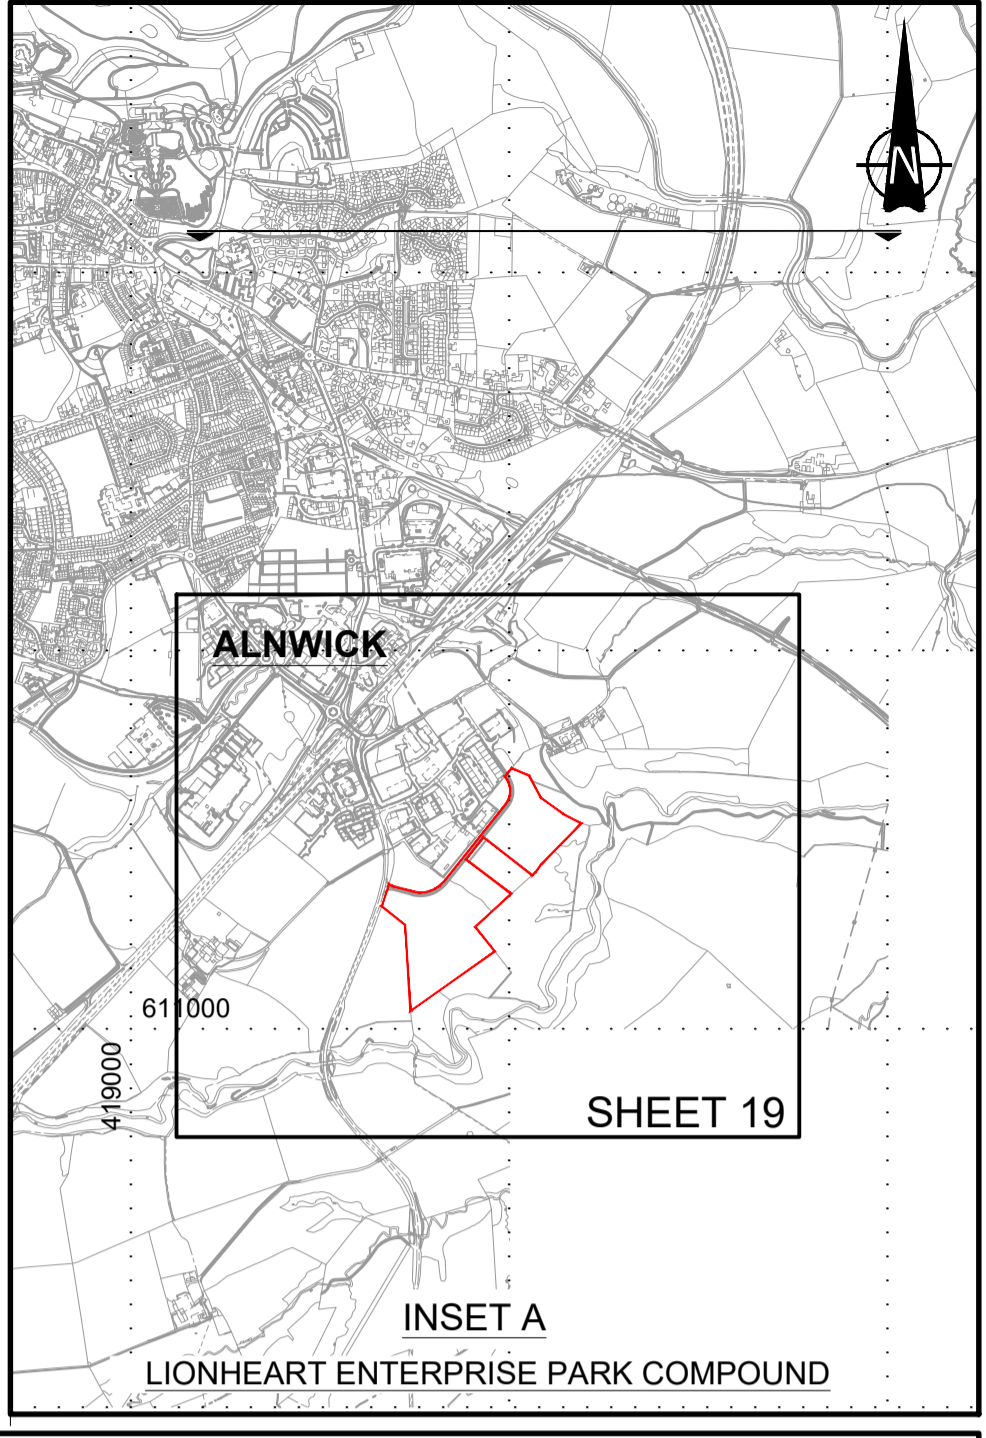 N
ALNWICK
611000
419000
SHEET 19
INSET A
LIONHEART ENTERPRISE PARK COMPOUND